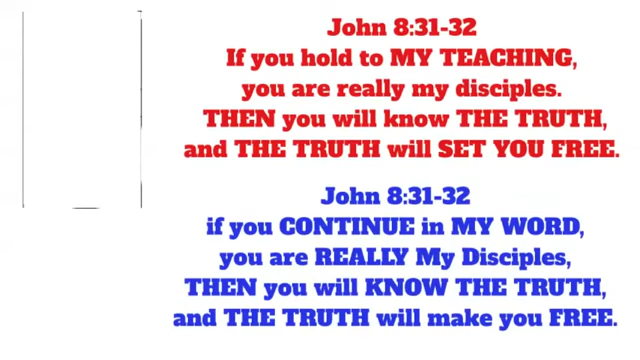 John 8:31-32
If you hold to MY TEACHING,
you are really my disciples.
THEN you will know THE TRUTH,
and THE TRUTH will SET YOU FREE.
John 8:31-32
if you CONTINUE in MY WORD,
you are REALLY My Disciples,
THEN you will KNOW THE TRUTH,
and THE TRUTH will make you FREE.